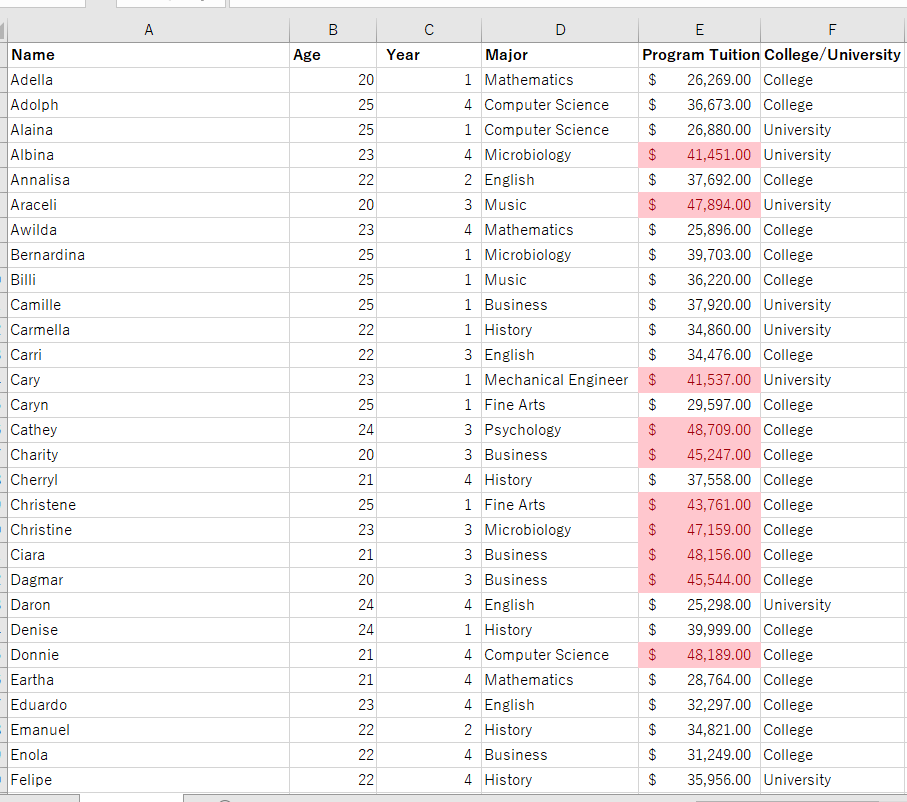 A B C D E F
Name Age Year Major Program Tuition College/University
Adella 20 1 Mathematics $ 26,269.00 College
Adolph 25 4 Computer Science $ 36,673.00 College
Alaina 25 1 Computer Science $ 26,880.00 University
Albina 23 4 Microbiology $ 41,451.00 University
Annalisa 22 2 English $ 37,692.00 College
Araceli 20 3 Music $ 47,894.00 University
Awilda 23 4 Mathematics $ 25,896.00 College
Bernardina 25 1 Microbiology $ 39,703.00 College
Billi 25 1 Music $ 36,220.00 College
Camille 25 1 Business $ 37,920.00 University
Carmella 22 1 History $ 34,860.00 University
Carri 22 3 English $ 34,476.00 College
Cary 23 1 Mechanical Engineer $ 41,537.00 University
Caryn 25 1 Fine Arts $ 29,597.00 College
Cathey 24 3 Psychology $ 48,709.00 College
Charity 20 3 Business $ 45,247.00 College
Cherryl 21 4 History $ 37,558.00 College
Christene 25 1 Fine Arts $ 43,761.00 College
Christine 23 3 Microbiology $ 47,159.00 College
Ciara 21 3 Business $ 48,156.00 College
Dagmar 20 3 Business $ 45,544.00 College
Daron 24 4 English $ 25,298.00 University
Denise 24 1 History $ 39,999.00 College
Donnie 21 4 Computer Science $ 48,189.00 College
Eartha 21 4 Mathematics $ 28,764.00 College
Eduardo 23 4 English $ 32,297.00 College
Emanuel 22 2 History $ 34,821.00 College
Enola 22 4 Business $ 31,249.00 College
Felipe 22 4 History $ 35,956.00 University